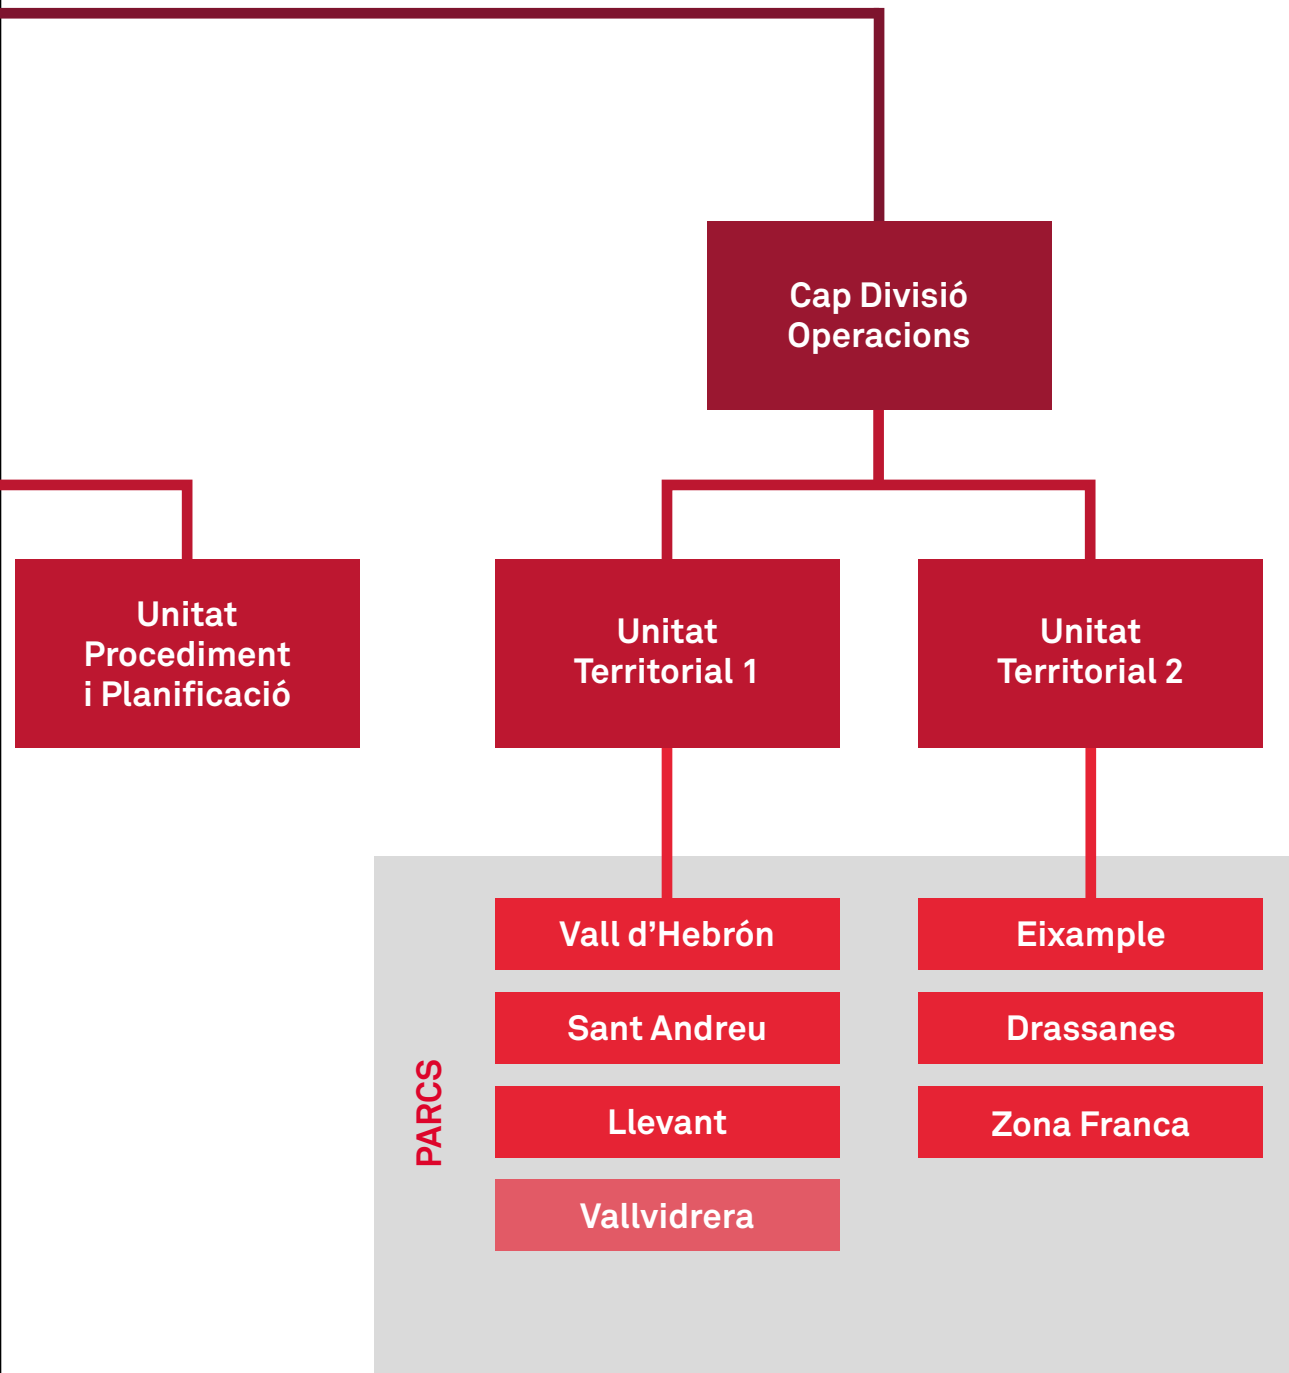 Cap Divisió
Operacions
Unitat
Procediment
i Planificació
Unitat
Territorial 1
Unitat
Territorial 2
PARCS
Vall d’Hebrón
Sant Andreu
Llevant
Vallvidrera
Eixample
Drassanes
Zona Franca